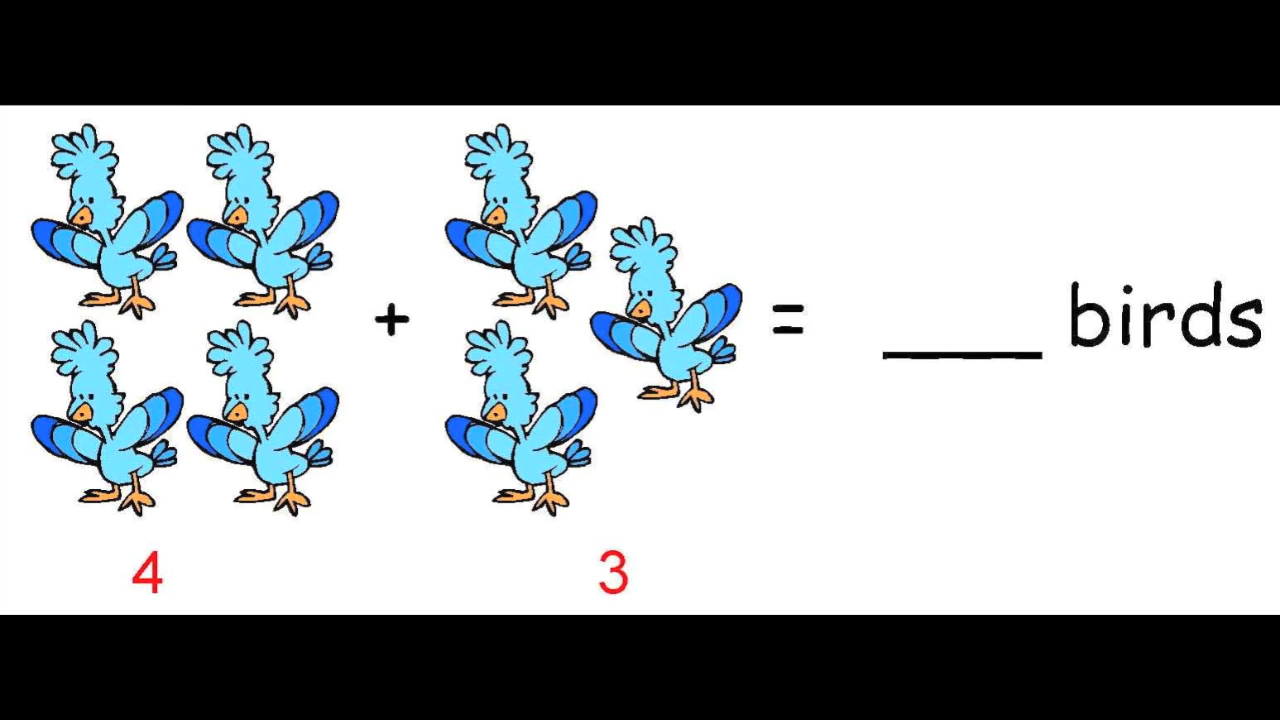 + = ____ birds
4 3